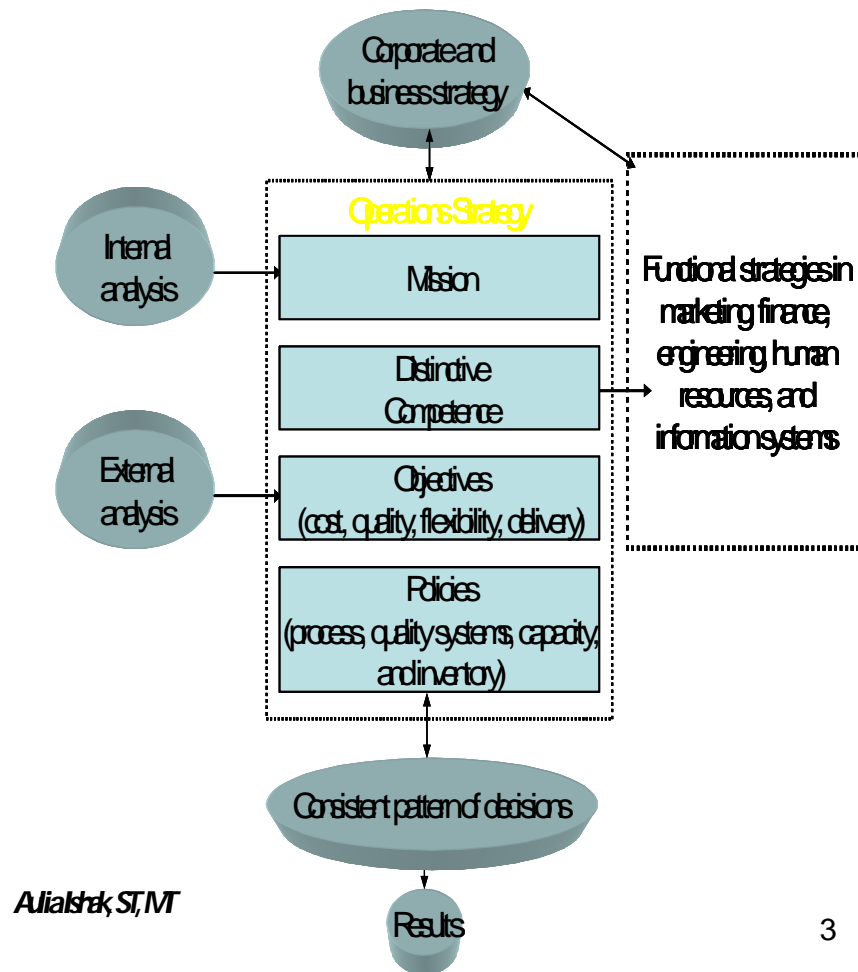 Corporate and
business strategy
Operations Strategy
Internal
analysis
Mission
Functional strategies in
marketing, finance,
engineering, human
resources, and
information systems
Distinctive
Competence
External
analysis
Objectives
(cost, quality, flexibility, delivery)
Policies
(process, quality systems, capacity,
and inventory)
Consistent pattern of decisions
Results
Aulia Ishak, ST, MT
3